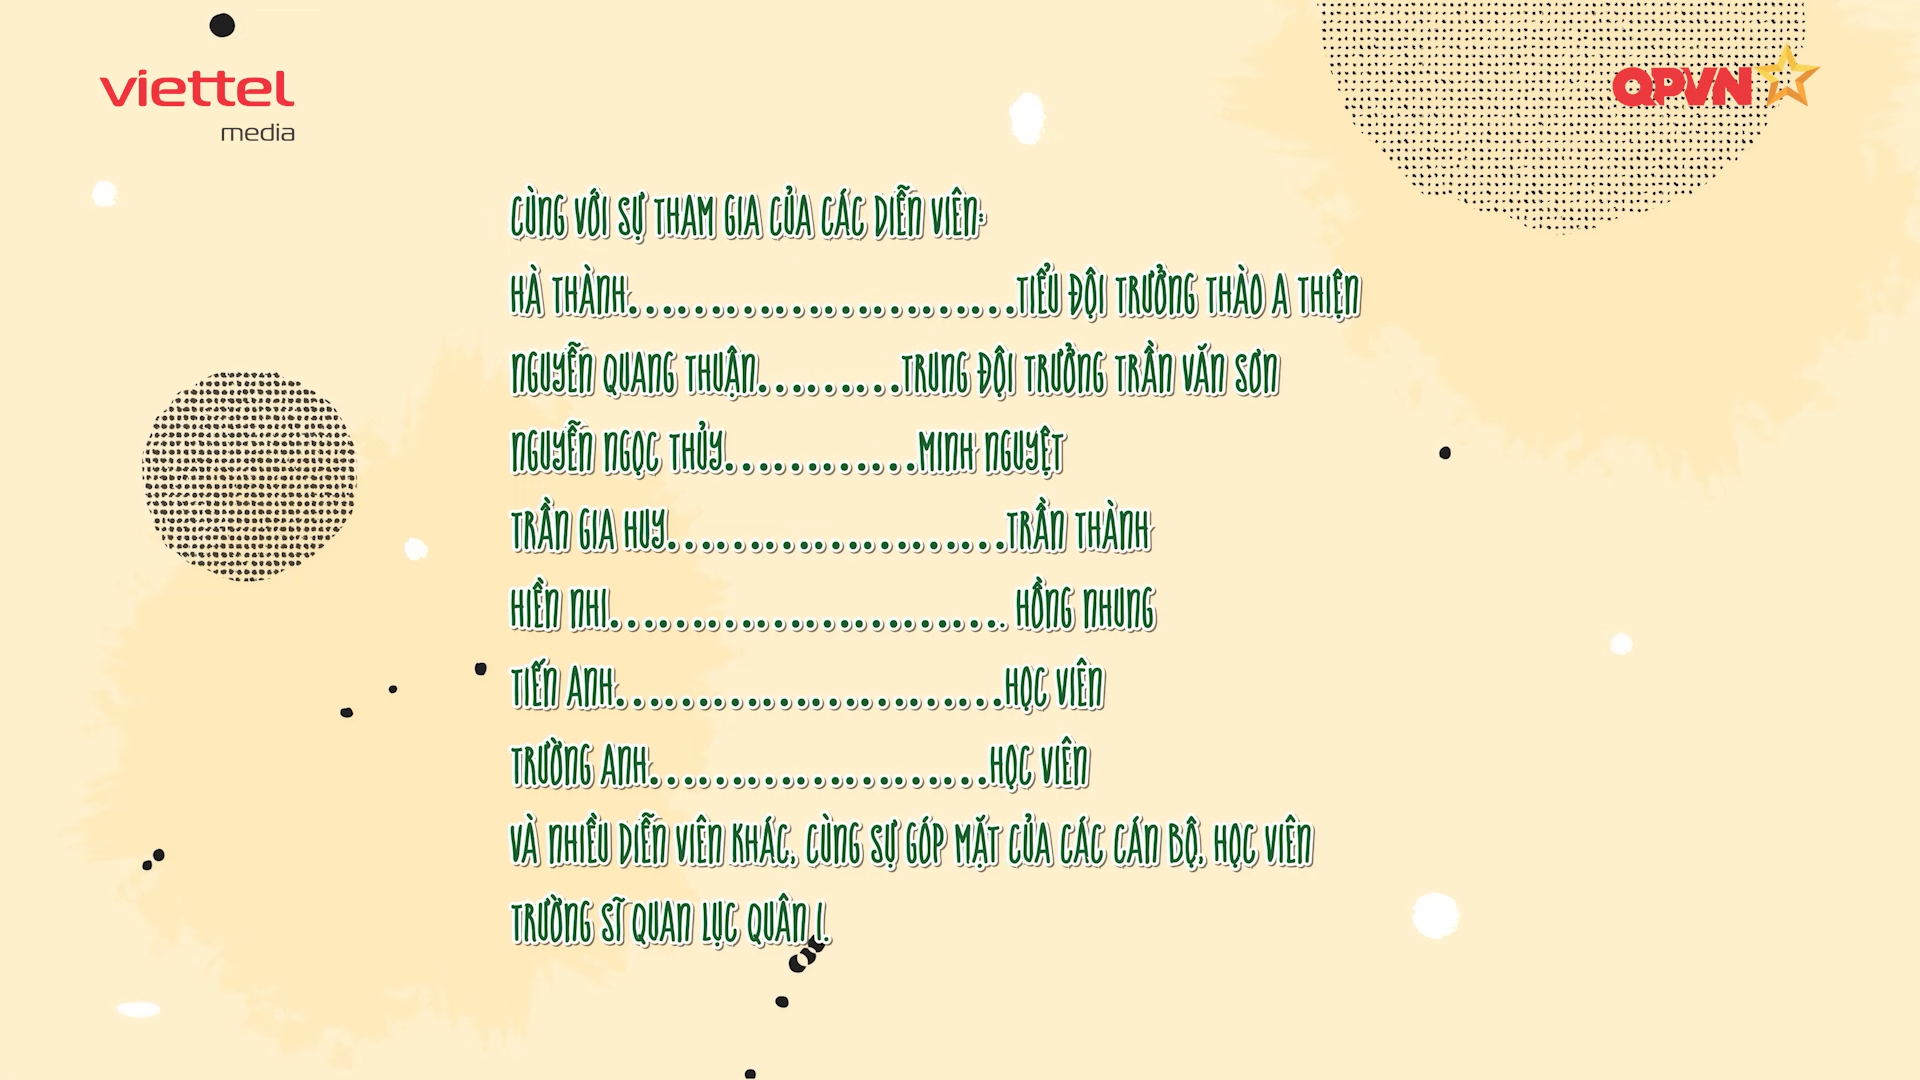 viettel
media
QPVN
CÙNG VỚI SỰ THAM GIA CỦA CÁC DIỄN VIÊN:
HÀ THÀNH........................TIỂU ĐỘI TRƯỞNG THÀO A THIỆN
NGUYỄN QUANG THUẬN.........TRUNG ĐỘI TRƯỞNG TRẦN VĂN SƠN
NGUYỄN NGỌC THỦY............MINH NGUYỆT
TRẦN GIA HUY.....................TRẦN THÀNH
HIỀN NHI......................... HỒNG NHUNG
TIẾN ANH........................HỌC VIÊN
TRƯỜNG ANH.....................HỌC VIÊN
VÀ NHIỀU DIỄN VIÊN KHÁC, CÙNG SỰ GÓP MẶT CỦA CÁC CÁN BỘ, HỌC VIÊN
TRƯỜNG SĨ QUAN LỤC QUÂN I.